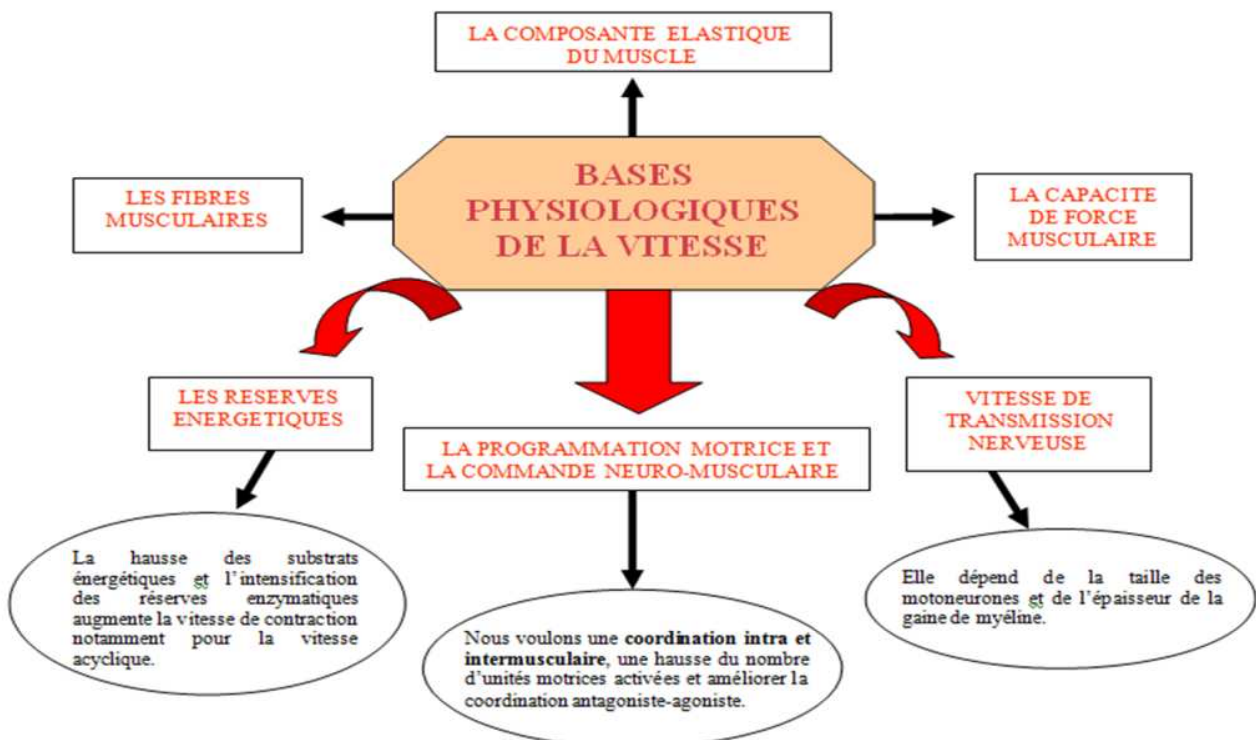 LA COMPOSANTE ELASTIQUE
DU MUSCLE
BASES
PHYSIOLOGIQUES
DE LA VITESSE
LES FIBRES
MUSCULAIRES
LA CAPACITE
DE FORCE
MUSCULAIRE
LES RESERVES
ENERGETIQUES
LA PROGRAMMATION MOTRICE ET
LA COMMANDE NEURO-MUSCULAIRE
VITESSE DE
TRANSMISSION
NERVEUSE
La hausse des substrats
énergétiques et l'intensification
des réserves enzymatiques
augmente la vitesse de contraction
notamment pour la vitesse
acyclique.
Nous voulons une coordination intra et
intermusculaire, une hausse du nombre
d'unités motrices activées et améliorer la
coordination antagoniste-agoniste.
Elle dépend de la taille des
motoneurones et de l'épaisseur de la
gaine de myéline.